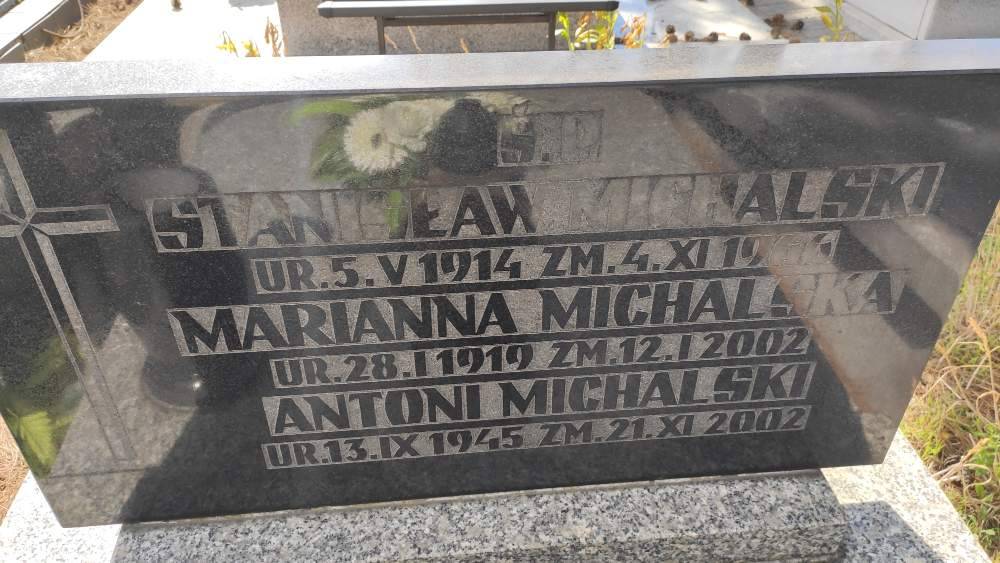 Ś.P.
STANISŁAW MICHALSKI
UR.5.V 1914 ZM.4.XI
MARIANNA MICHALSKA
UR.28.I 1919 ZM.12.I 2002
ANTONI MICHALSKI
UR.13.IX 1945 ZM.21.XI 2002